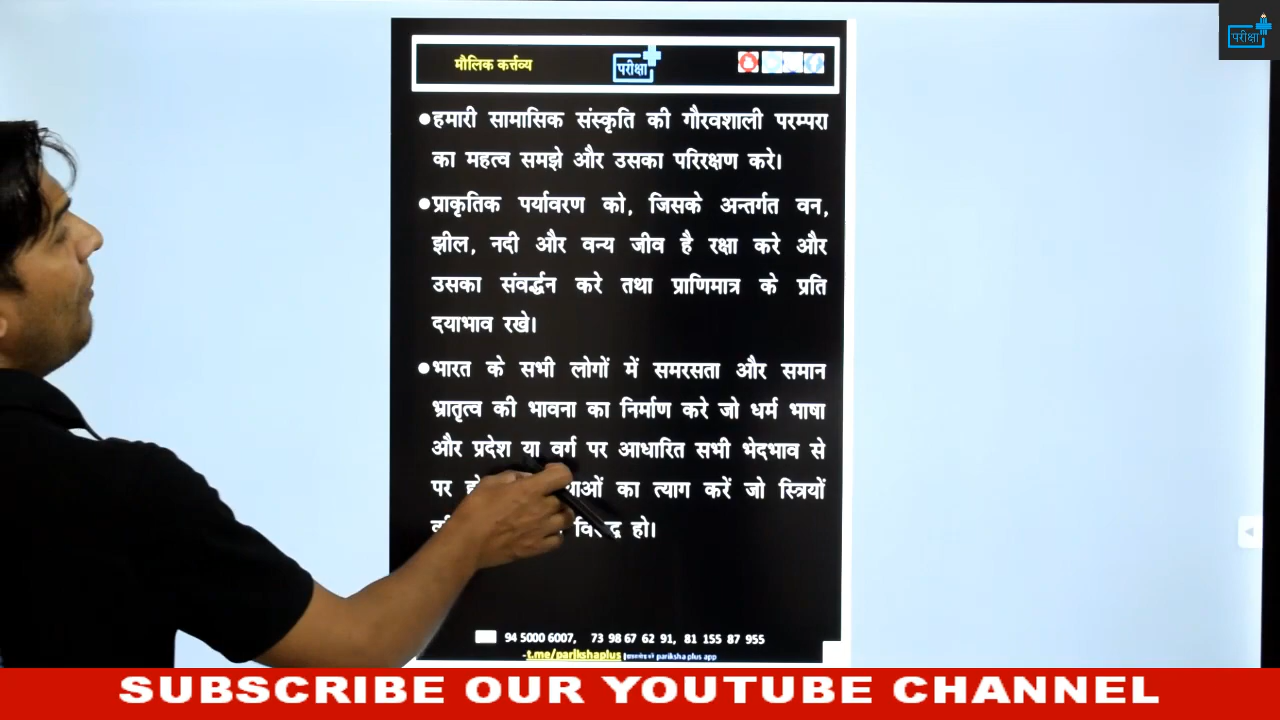 परीक्षा
मौलिक कर्त्तव्य
परीक्षा
●हमारी सामासिक संस्कृति की गौरवशाली परम्परा
का महत्व समझे और उसका परिरक्षण करे।
●प्राकृतिक पर्यावरण को, जिसके अन्तर्गत वन,
झील, नदी और वन्य जीव है रक्षा करे और
उसका संवर्द्धन करे तथा प्राणिमात्र के प्रति
दयाभाव रखे।
●भारत के सभी लोगों में समरसता और समान
भ्रातृत्व की भावना का निर्माण करे जो धर्म भाषा
और प्रदेश या वर्ग पर आधारित सभी भेदभाव से
पर का त्याग करें जो स्त्रियों
हो।
94 5000 6007, 73 98 67 62 91, 81 155 87 955
-t.me/parikshaplus | pariksha plus app
SUBSCRIBE OUR YOUTUBE CHANNEL